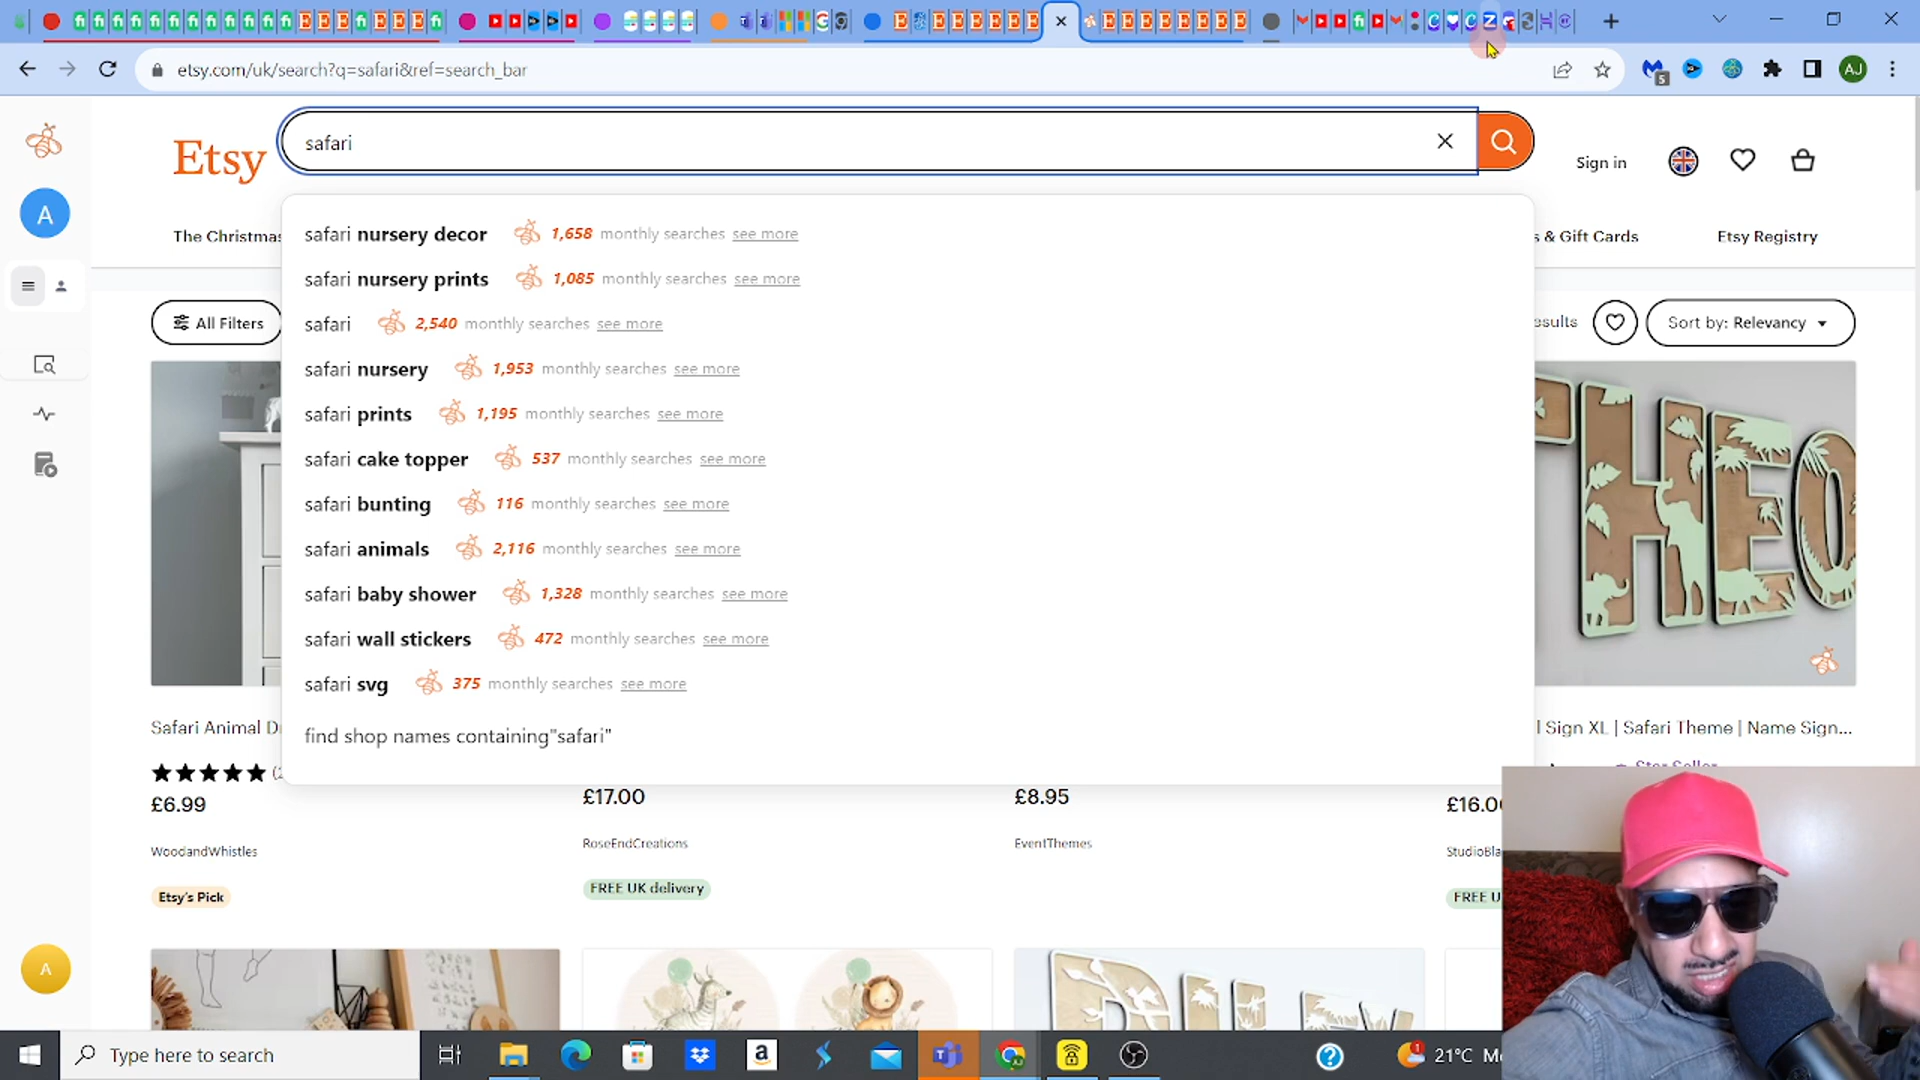 etsy.com/uk/search?q=safari&ref=search_bar
5
AJ
Etsy
safari
Sign in
A
The Christmas
s & Gift Cards
Etsy Registry
safari nursery decor 1,658 monthly searches see more
safari nursery prints 1,085 monthly searches see more
safari 2,540 monthly searches see more
safari nursery 1,953 monthly searches see more
safari prints 1,195 monthly searches see more
safari cake topper 537 monthly searches see more
safari bunting 116 monthly searches see more
safari animals 2,116 monthly searches see more
safari baby shower 1,328 monthly searches see more
safari wall stickers 472 monthly searches see more
safari svg 375 monthly searches see more
find shop names containing"safari"
All Filters
Sort by: Relevancy
THEO
Safari Animal
| Sign XL | Safari Theme | Name Sign...
Star Seller
£6.99
£17.00
£8.95
WoodandWhistles
RoseEndCreations
EventThemes
Etsy's Pick
FREE UK delivery
FREE U
A
Type here to search
1
21°C